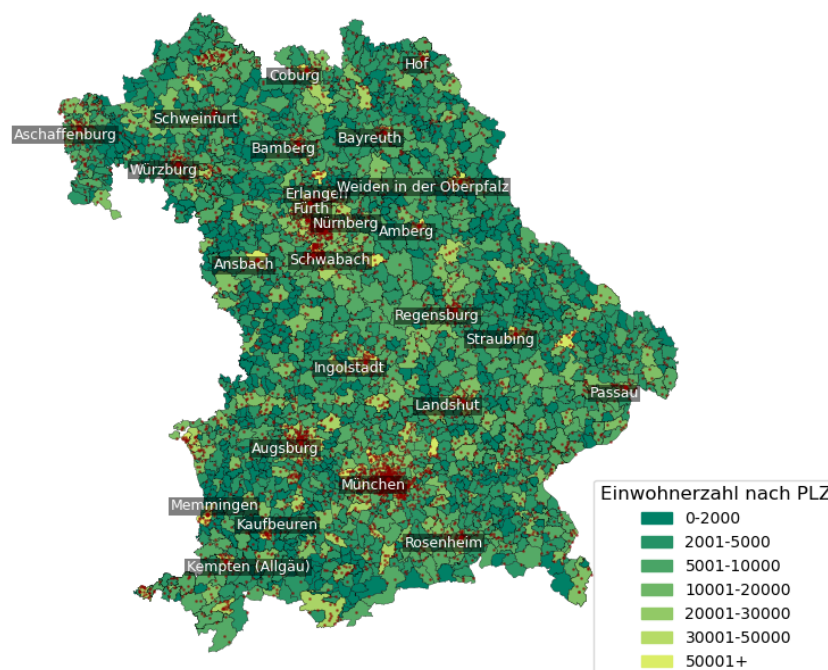 Hof
Coburg
Schweinfurt
Aschaffenburg
Bayreuth
Bamberg
Würzburg
Weiden in der Oberpfalz
Erlangen
Fürth
Nürnberg
Amberg
Schwabach
Ansbach
Regensburg
Straubing
Ingolstadt
Passau
Landshut
Augsburg
München
Memmingen
Kaufbeuren
Rosenheim
Kempten (Allgäu)
Einwohnerzahl nach PLZ
0-2000
2001-5000
5001-10000
10001-20000
20001-30000
30001-50000
50001+